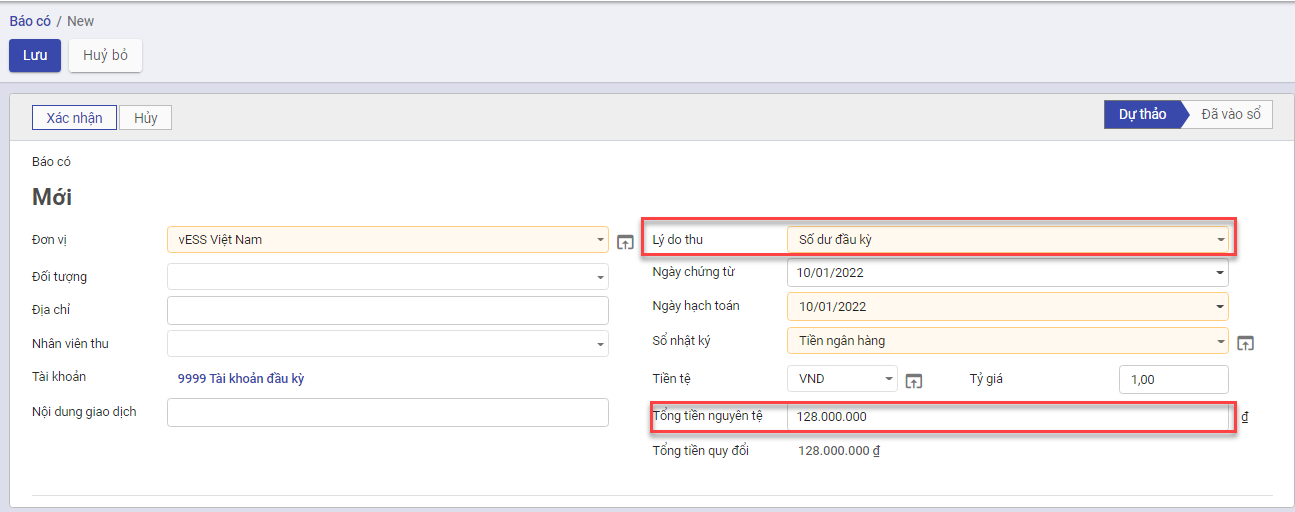 Báo có / New
Lưu Huỷ bỏ
Xác nhận Hủy Dự thảo Đã vào sổ
Báo có
Mới
Đơn vị vESS Việt Nam Lý do thu Số dư đầu kỳ
Đối tượng Ngày chứng từ 10/01/2022
Địa chỉ Ngày hạch toán 10/01/2022
Nhân viên thu Sổ nhật ký Tiền ngân hàng
Tài khoản 9999 Tài khoản đầu kỳ Tiền tệ VND Tỷ giá 1,00
Nội dung giao dịch Tổng tiền nguyên tệ 128.000.000 ₫
Tổng tiền quy đổi 128.000.000 ₫